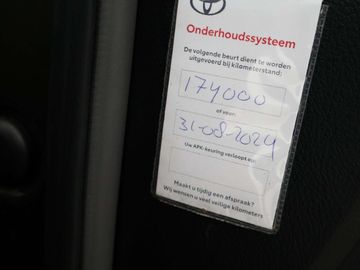 Onderhoudssysteem
De volgende beurt dient te worden
uitgevoerd bij kilometerstand:
174000
of voor:
31-08-2024
Uw APK-keuring verloopt op:
Maakt u tijdig een afspraak?
Wij wensen u veel veilige kilometers